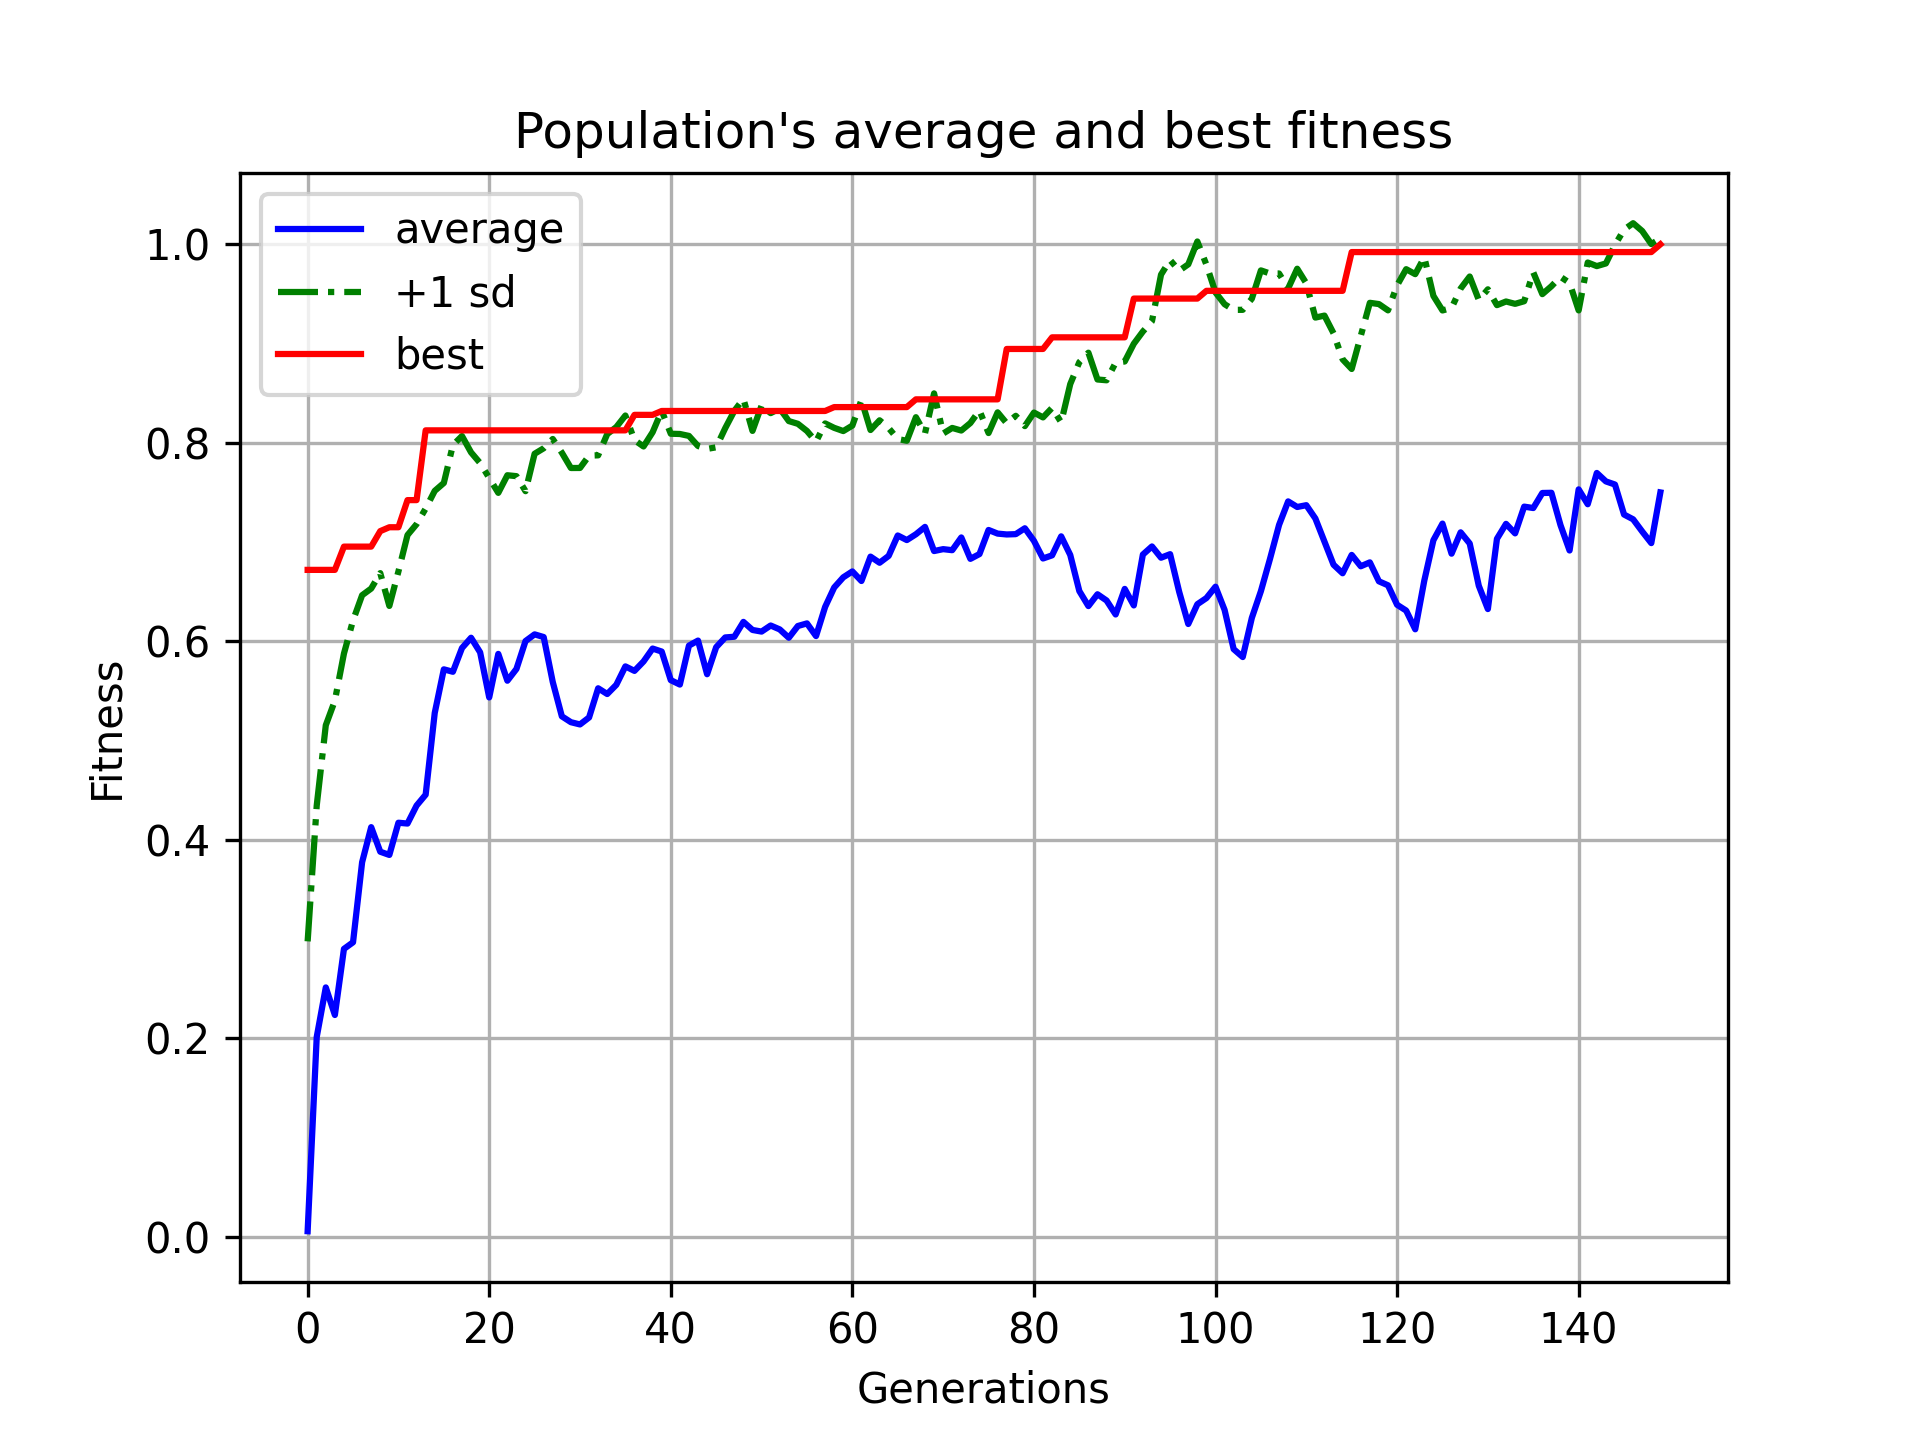 Population's average and best fitness
average
+1 sd
best
1.0
0.8
0.6
0.4
0.2
0.0
Fitness
0 20 40 60 80 100 120 140
Generations